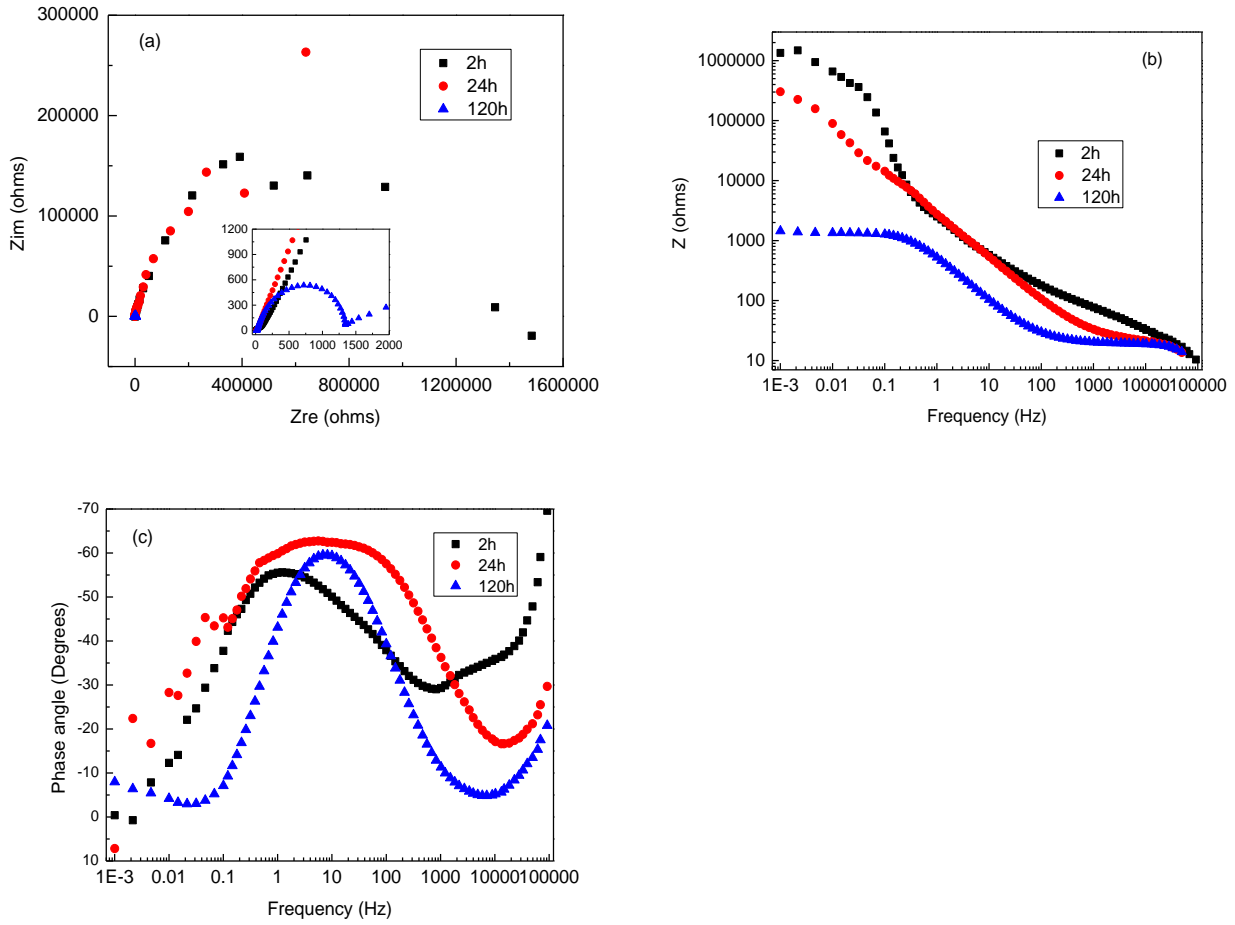 (a)
2h
24h
120h
300000
200000
100000
0
Zim (ohms)
1200
900
600
300
0
0 500 1000 1500 2000
0 400000 800000 1200000 1600000
Zre (ohms)
(b)
2h
24h
120h
1000000
100000
10000
1000
100
10
Z (ohms)
1E-3 0.01 0.1 1 10 100 1000 10000 100000
Frequency (Hz)
(c)
2h
24h
120h
-70
-60
-50
-40
-30
-20
-10
0
10
Phase angle (Degrees)
1E-3 0.01 0.1 1 10 100 1000 10000 100000
Frequency (Hz)